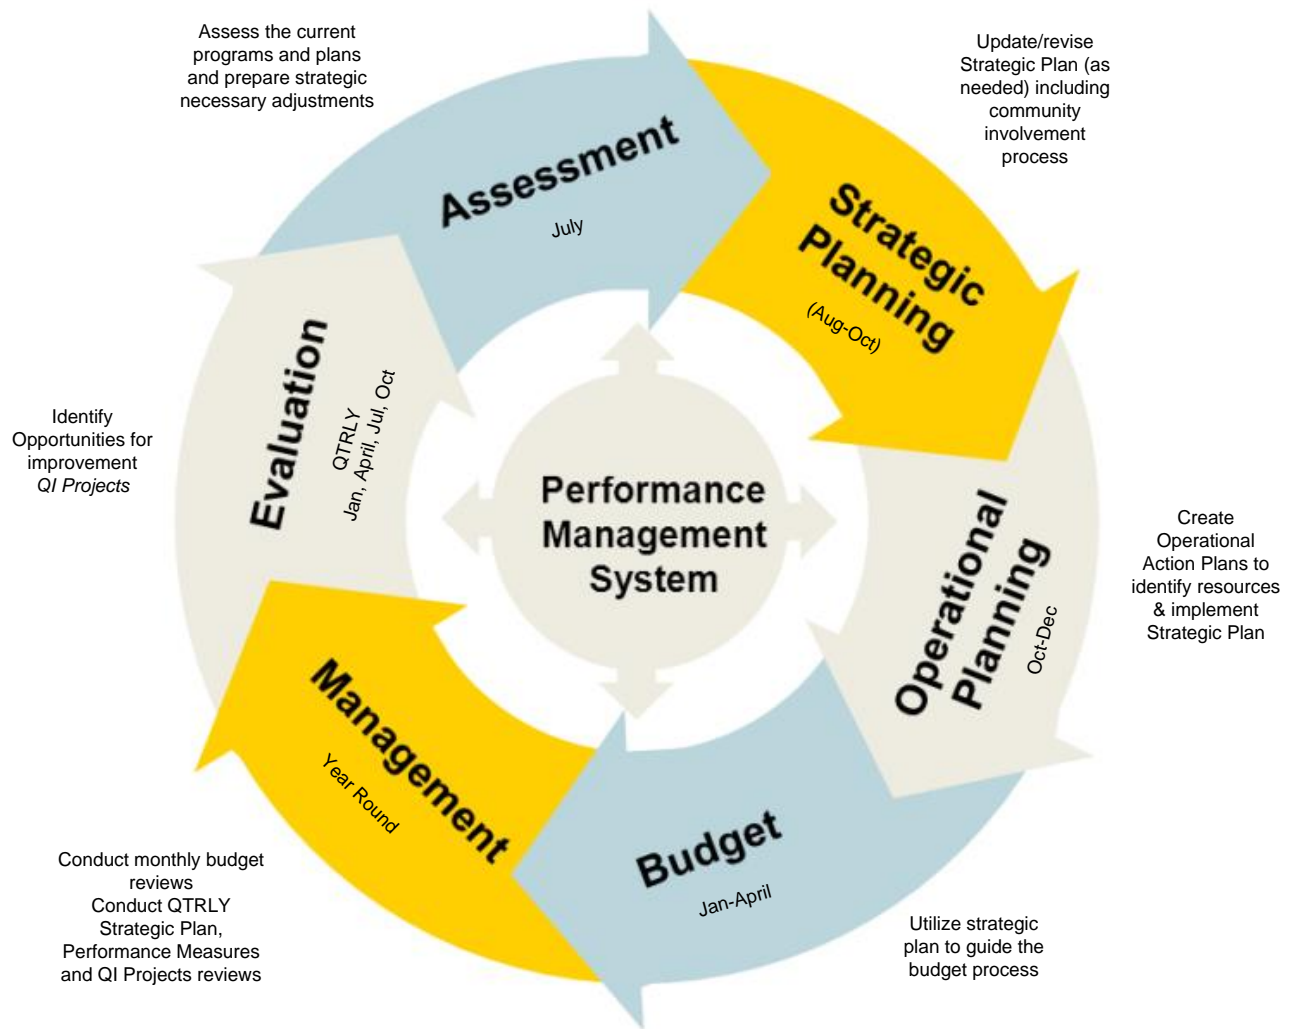 Assess the current
programs and plans
and prepare strategic
necessary adjustments
Update/revise
Strategic Plan (as
needed) including
community
involvement
process
Assessment
July
Strategic
Planning
(Aug-Oct)
Evaluation
QTRLY
Jan, April, Jul, Oct
Identify
Opportunities for
improvement
QI Projects
Performance
Management
System
Operational
Planning
Oct-Dec
Create
Operational
Action Plans to
identify resources
& implement
Strategic Plan
Management
Year Round
Budget
Jan-April
Conduct monthly budget
reviews
Conduct QTRLY
Strategic Plan,
Performance Measures
and QI Projects reviews
Utilize strategic
plan to guide the
budget process